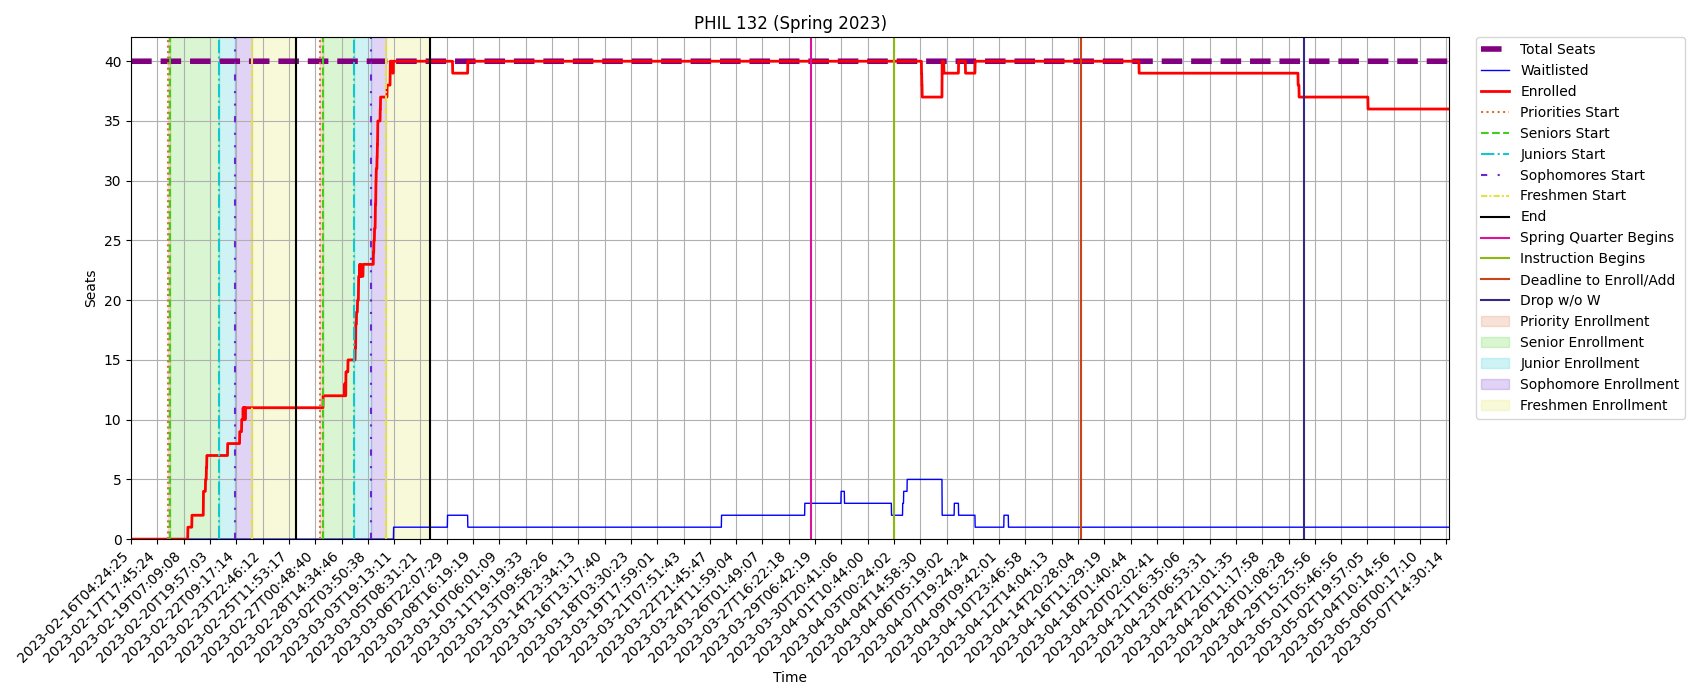 PHIL 132 (Spring 2023)
Seats
40
35
30
25
20
15
10
5
0
2023-02-16T04:24:25
2023-02-17T17:45:24
2023-02-19T07:09:08
2023-02-20T19:57:03
2023-02-22T09:17:14
2023-02-23T22:46:12
2023-02-25T11:53:17
2023-02-27T00:48:40
2023-02-28T14:34:46
2023-03-02T03:50:38
2023-03-03T19:13:11
2023-03-05T08:31:21
2023-03-06T22:07:29
2023-03-08T16:19:19
2023-03-10T06:01:09
2023-03-11T19:19:33
2023-03-13T09:58:26
2023-03-14T23:34:13
2023-03-16T13:17:40
2023-03-18T03:30:23
2023-03-19T17:59:01
2023-03-21T07:51:43
2023-03-22T21:45:47
2023-03-24T11:59:04
2023-03-26T01:49:07
2023-03-27T16:22:18
2023-03-29T06:42:19
2023-03-30T20:41:06
2023-04-01T10:44:00
2023-04-03T00:24:02
2023-04-04T14:58:30
2023-04-06T05:19:02
2023-04-07T19:24:24
2023-04-09T09:42:01
2023-04-10T23:46:58
2023-04-12T14:04:13
2023-04-14T20:28:04
2023-04-16T11:29:19
2023-04-18T01:40:44
2023-04-20T02:02:41
2023-04-21T16:35:06
2023-04-23T06:53:31
2023-04-24T21:01:35
2023-04-26T11:17:58
2023-04-28T01:08:28
2023-04-29T15:25:56
2023-05-01T05:46:56
2023-05-02T19:57:05
2023-05-04T10:14:56
2023-05-06T00:17:10
2023-05-07T14:30:14
Time
Total Seats
Waitlisted
Enrolled
Priorities Start
Seniors Start
Juniors Start
Sophomores Start
Freshmen Start
End
Spring Quarter Begins
Instruction Begins
Deadline to Enroll/Add
Drop w/o W
Priority Enrollment
Senior Enrollment
Junior Enrollment
Sophomore Enrollment
Freshmen Enrollment